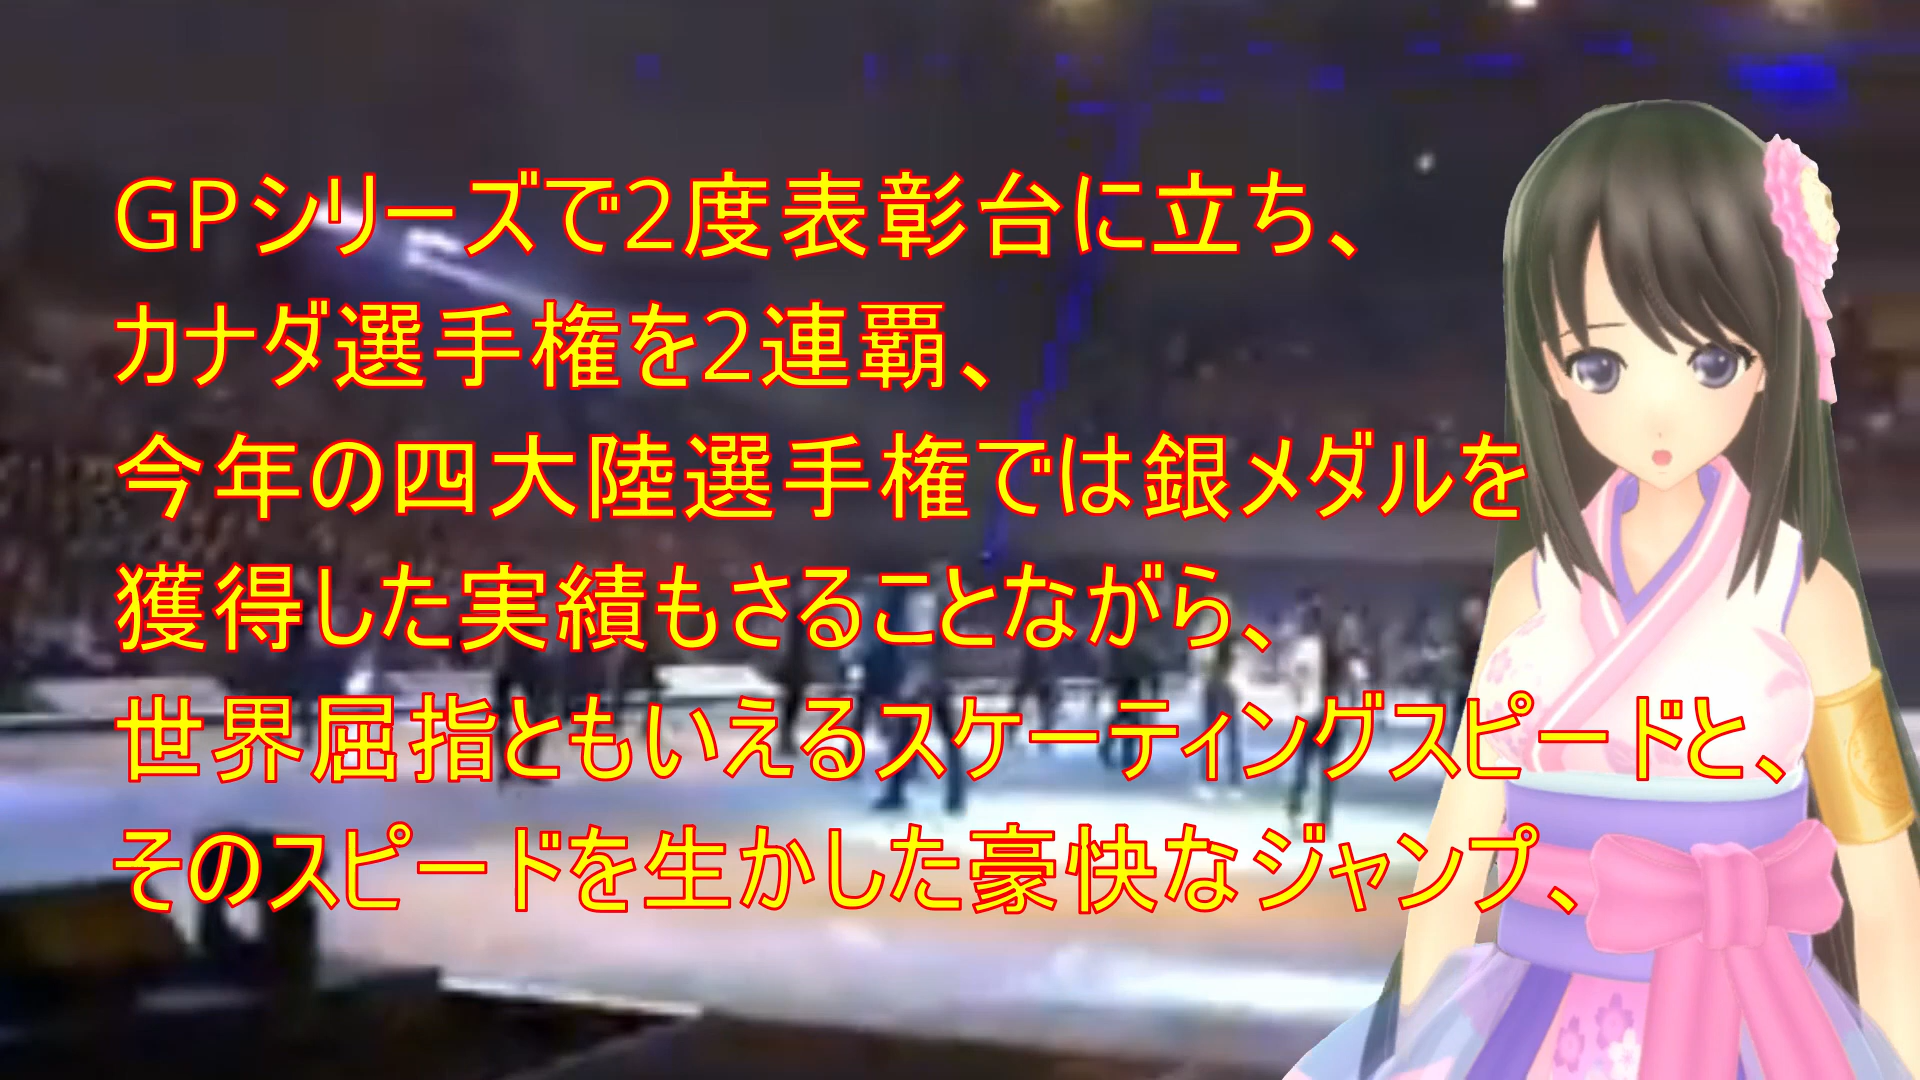 GPシリーズで2度表彰台に立ち、
カナダ選手権を2連覇、
今年の四大陸選手権では銀メダルを
獲得した実績もさることながら、
世界屈指ともいえるスケーティングスピードと、
そのスピードを生かした豪快なジャンプ、